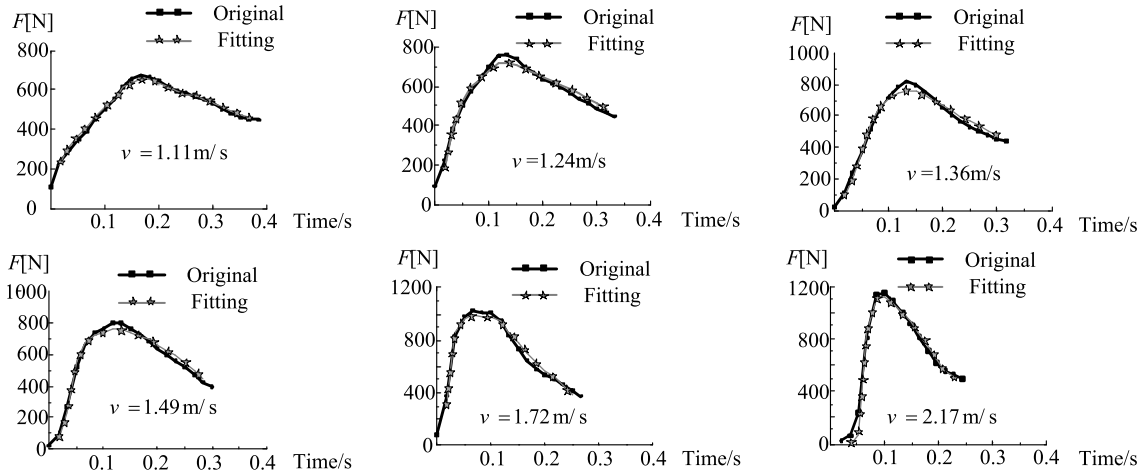 F[N] Original
Fitting
800
600
400
200
0
v = 1.11m/ s
0.1 0.2 0.3 0.4 Time/s
F[N] Original
Fitting
800
600
400
200
0
v =1.24m/s
0.1 0.2 0.3 0.4 Time/s
F[N] Original
Fitting
1000
800
600
400
200
0
v =1.36m/s
0.1 0.2 0.3 0.4 Time/s
F[N] Original
Fitting
1000
800
600
400
200
0
v = 1.49m/ s
0.1 0.2 0.3 0.4 Time/s
F[N] Original
Fitting
1200
800
400
0
v =1.72m/s
0.1 0.2 0.3 0.4 Time/s
F[N] Original
Fitting
1200
800
400
0
v = 2.17m/ s
0.1 0.2 0.3 0.4 Time/s